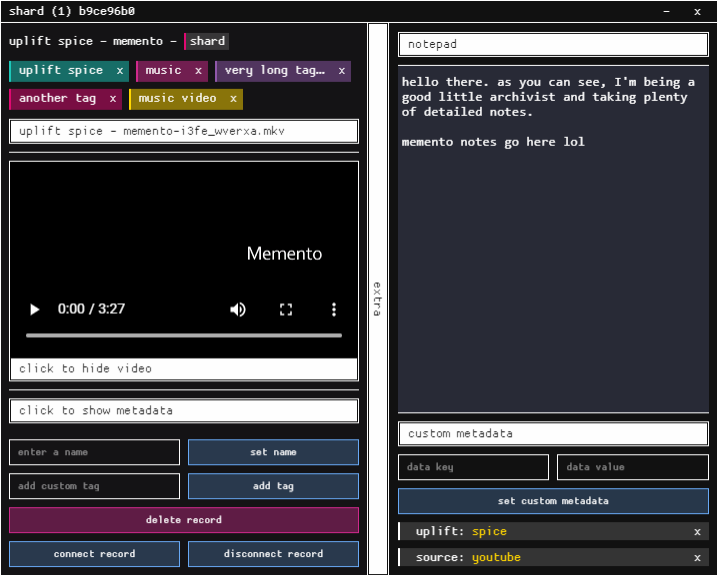 shard (1) b9ce96b0
– x
uplift spice – memento – shard
uplift spice x music x very long tag… x
another tag x music video x
uplift spice – memento-i3fe_wverxa.mkv
Memento
0:00 / 3:27
click to hide video
click to show metadata
enter a name set name
add custom tag add tag
delete record
connect record disconnect record
extra
notepad
hello there. as you can see, I'm being a
good little archivist and taking plenty
of detailed notes.
memento notes go here lol
custom metadata
data key data value
set custom metadata
uplift: spice x
source: youtube x